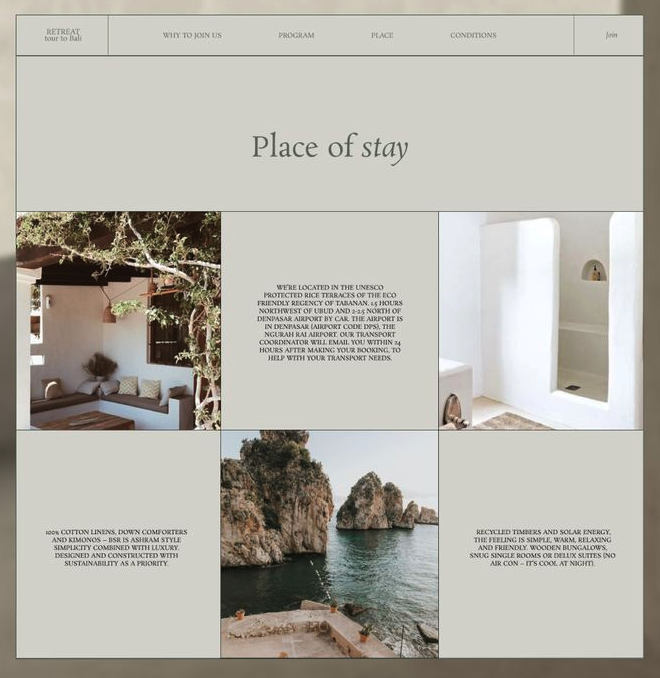 RETREAT
tour to Bali
WHY TO JOIN US
PROGRAM
PLACE
CONDITIONS
Join
Place of stay
WE'RE LOCATED IN THE UNESCO
PROTECTED RICE TERRACES OF THE ECO
FRIENDLY REGENCY OF TABANAN. 1.5 HOURS
NORTHWEST OF UBUD AND 2-2.5 NORTH OF
DENPASAR AIRPORT BY CAR. THE AIRPORT IS
IN DENPASAR (AIRPORT CODE DPS), THE
NGURAH RAI AIRPORT. OUR TRANSPORT
COORDINATOR WILL EMAIL YOU WITHIN 24
HOURS AFTER MAKING YOUR BOOKING, TO
HELP WITH YOUR TRANSPORT NEEDS.
100% COTTON LINENS, DOWN COMFORTERS
AND KIMONOS – BSR IS ASHRAM STYLE
SIMPLICITY COMBINED WITH LUXURY.
DESIGNED AND CONSTRUCTED WITH
SUSTAINABILITY AS A PRIORITY.
RECYCLED TIMBERS AND SOLAR ENERGY,
THE FEELING IS SIMPLE, WARM, RELAXING
AND FRIENDLY. WOODEN BUNGALOWS,
SNUG SINGLE ROOMS OR DELUX SUITES (NO
AIR CON – IT'S COOL AT NIGHT).